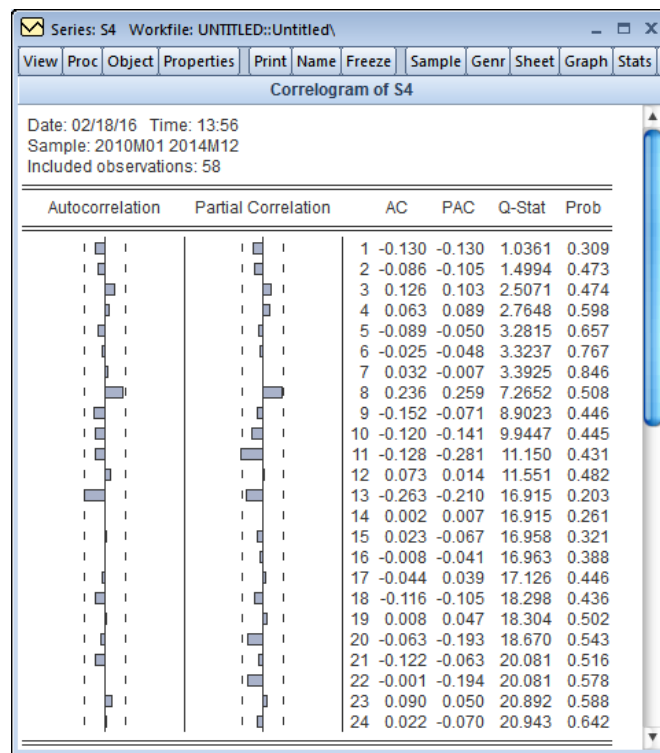 Series: S4 Workfile: UNTITLED::Untitled\
View Proc Object Properties Print Name Freeze Sample Genr Sheet Graph Stats
Correlogram of S4
Date: 02/18/16 Time: 13:56
Sample: 2010M01 2014M12
Included observations: 58
Autocorrelation Partial Correlation AC PAC Q-Stat Prob
1 -0.130 -0.130 1.0361 0.309
2 -0.086 -0.105 1.4994 0.473
3 0.126 0.103 2.5071 0.474
4 0.063 0.089 2.7648 0.598
5 -0.089 -0.050 3.2815 0.657
6 -0.025 -0.048 3.3237 0.767
7 0.032 -0.007 3.3925 0.846
8 0.236 0.259 7.2652 0.508
9 -0.152 -0.071 8.9023 0.446
10 -0.120 -0.141 9.9447 0.445
11 -0.128 -0.281 11.150 0.431
12 0.073 0.014 11.551 0.482
13 -0.263 -0.210 16.915 0.203
14 0.002 0.007 16.915 0.261
15 0.023 -0.067 16.958 0.321
16 -0.008 -0.041 16.963 0.388
17 -0.044 0.039 17.126 0.446
18 -0.116 -0.105 18.298 0.436
19 0.008 0.047 18.304 0.502
20 -0.063 -0.193 18.670 0.543
21 -0.122 -0.063 20.081 0.516
22 -0.001 -0.194 20.081 0.578
23 0.090 0.050 20.892 0.588
24 0.022 -0.070 20.943 0.642